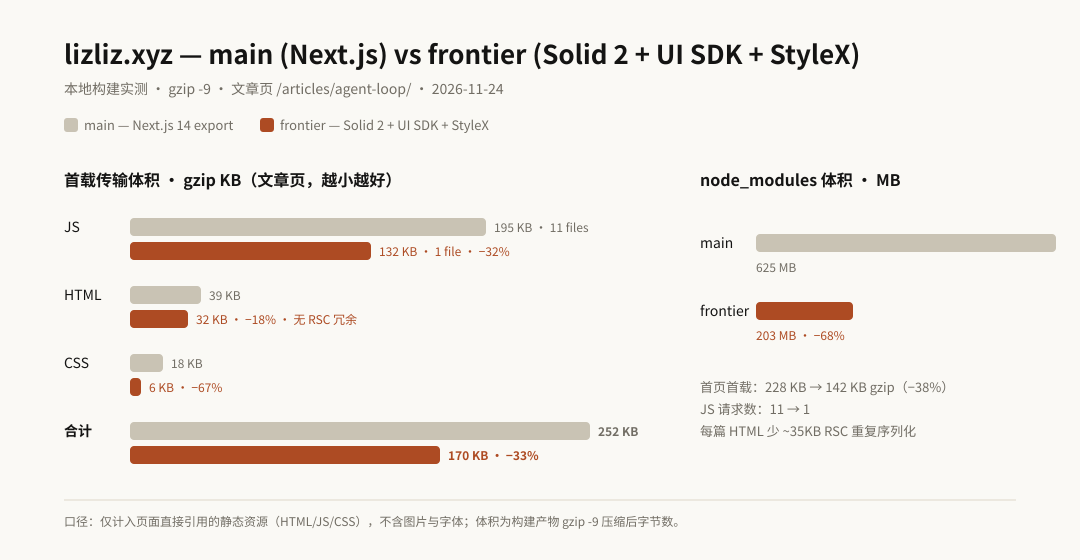 lizliz.xyz — main (Next.js) vs frontier (Solid 2 + UI SDK + StyleX)
本地构建实测 · gzip -9 · 文章页 /articles/agent-loop/ · 2026-11-24
main — Next.js 14 export
frontier — Solid 2 + UI SDK + StyleX
首载传输体积 · gzip KB（文章页，越小越好）
JS
195 KB · 11 files
132 KB · 1 file · −32%
HTML
39 KB
32 KB · −18% · 无 RSC 冗余
CSS
18 KB
6 KB · −67%
合计
252 KB
170 KB · −33%
node_modules 体积 · MB
main
625 MB
frontier
203 MB · −68%
首页首载：228 KB → 142 KB gzip（−38%）
JS 请求数：11 → 1
每篇 HTML 少 ~35KB RSC 重复序列化
口径：仅计入页面直接引用的静态资源（HTML/JS/CSS），不含图片与字体；体积为构建产物 gzip -9 压缩后字节数。